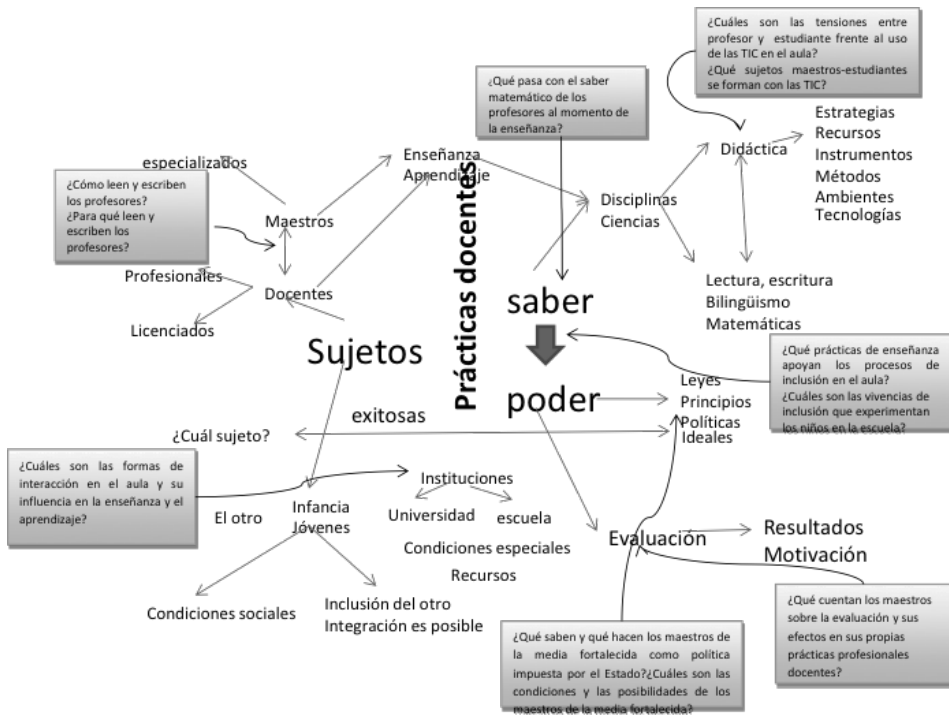 ¿Cuáles son las tensiones entre
profesor y estudiante frente al uso
de las TIC en el aula?
¿Qué sujetos maestros-estudiantes
se forman con las TIC?
¿Qué pasa con el saber
matemático de los
profesores al momento de
la enseñanza?
Estrategias
Recursos
Instrumentos
Métodos
Ambientes
Tecnologías
Didáctica
Enseñanza
Aprendizaje
especializados
¿Cómo leen y escriben
los profesores?
¿Para qué leen y
escriben los
profesores?
Maestros
Disciplinas
Ciencias
Prácticas docentes
Profesionales
Docentes
Licenciados
Lectura, escritura
Bilingüismo
Matemáticas
saber
Sujetos
poder
¿Qué prácticas de enseñanza
apoyan los procesos de
inclusión en el aula?
¿Cuáles son las vivencias de
inclusión que experimentan
los niños en la escuela?
Leyes
Principios
Políticas
Ideales
exitosas
¿Cuál sujeto?
¿Cuáles son las formas de
interacción en el aula y su
influencia en la enseñanza y el
aprendizaje?
Instituciones
Universidad
escuela
Condiciones especiales
Recursos
El otro
Infancia
Jóvenes
Evaluación
Resultados
Motivación
Condiciones sociales
Inclusión del otro
Integración es posible
¿Qué saben y qué hacen los maestros de
la media fortalecida como política
impuesta por el Estado?¿Cuáles son las
condiciones y las posibilidades de los
maestros de la media fortalecida?
¿Qué cuentan los maestros
sobre la evaluación y sus
efectos en sus propias
prácticas profesionales
docentes?